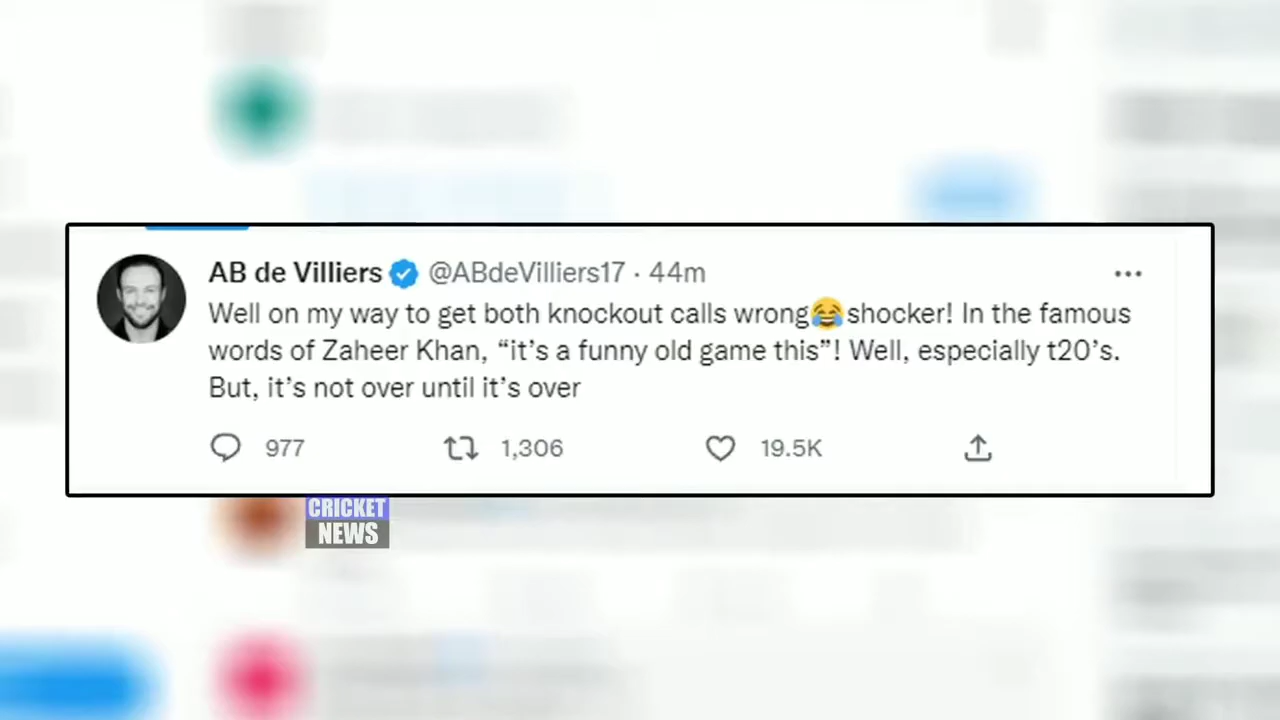 AB de Villiers @ABdeVilliers17 · 44m
Well on my way to get both knockout calls wrong😂shocker! In the famous
words of Zaheer Khan, “it’s a funny old game this”! Well, especially t20’s.
But, it’s not over until it’s over
977 1,306 19.5K
CRICKET
NEWS